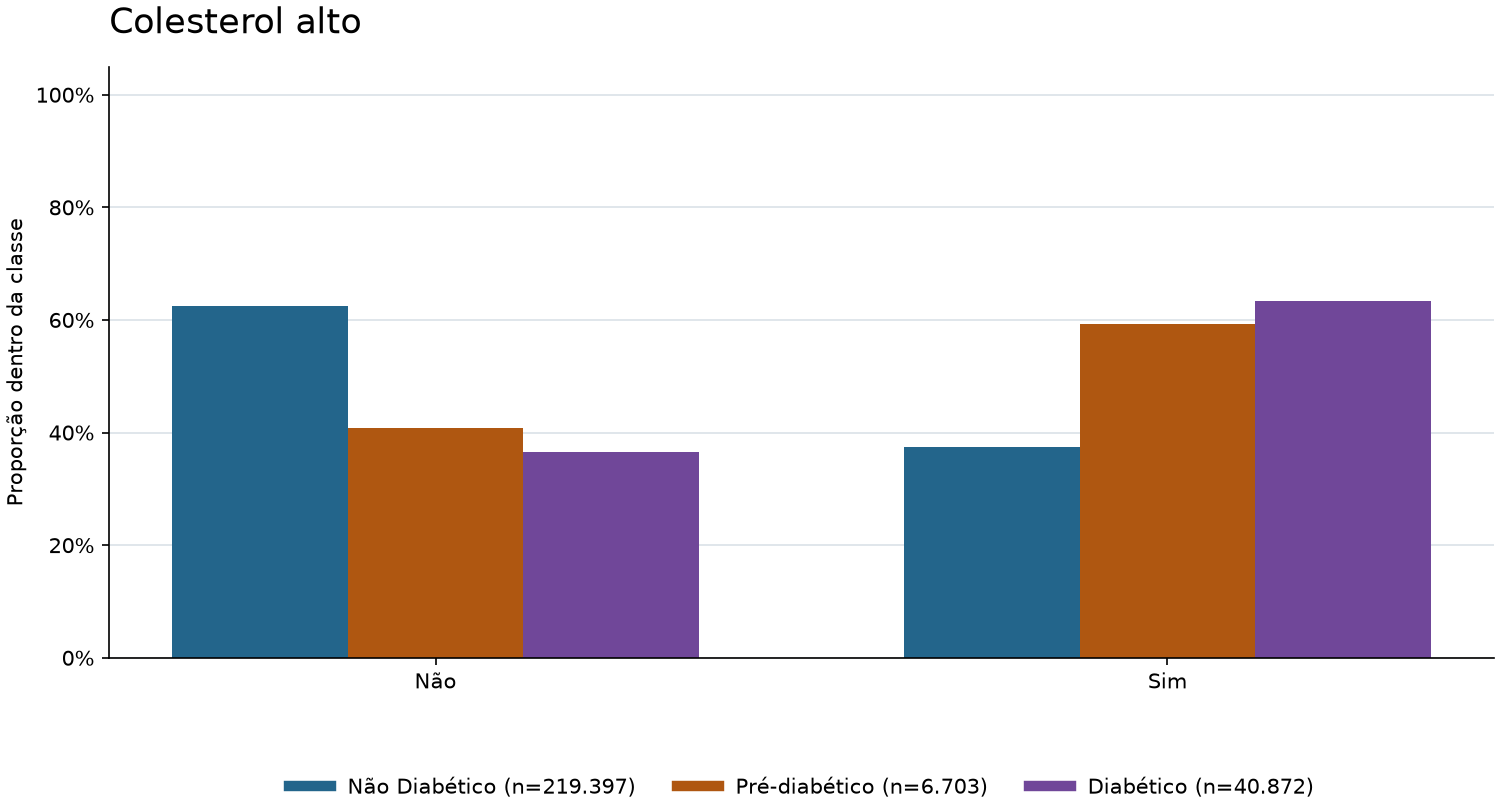 Colesterol alto
Proporção dentro da classe
100%
80%
60%
40%
20%
0%
Não
Sim
Não Diabético (n=219.397)
Pré-diabético (n=6.703)
Diabético (n=40.872)